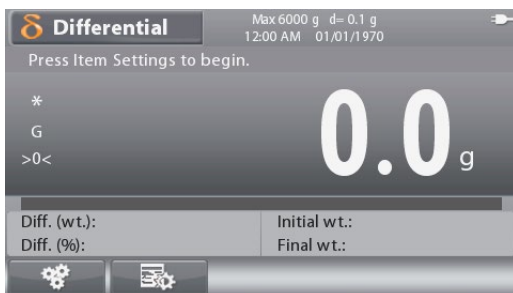 δ Differential
Max 6000 g d= 0.1 g
12:00 AM 01/01/1970
Press Item Settings to begin.
*
G
>0<
0.0 g
Diff. (wt.):
Initial wt.:
Diff. (%):
Final wt.: